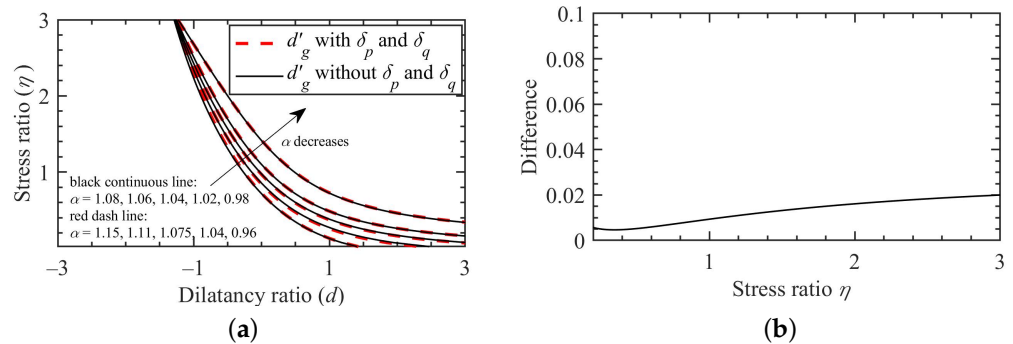 3
2
1
Stress ratio (η)
d′g with δp and δq
d′g without δp and δq
α decreases
black continuous line:
α = 1.08, 1.06, 1.04, 1.02, 0.98
red dash line:
α = 1.15, 1.11, 1.075, 1.04, 0.96
−3 −1 1 3
Dilatancy ratio (d)
(a)
0.1
0.08
0.06
0.04
0.02
0
Difference
1 2 3
Stress ratio η
(b)